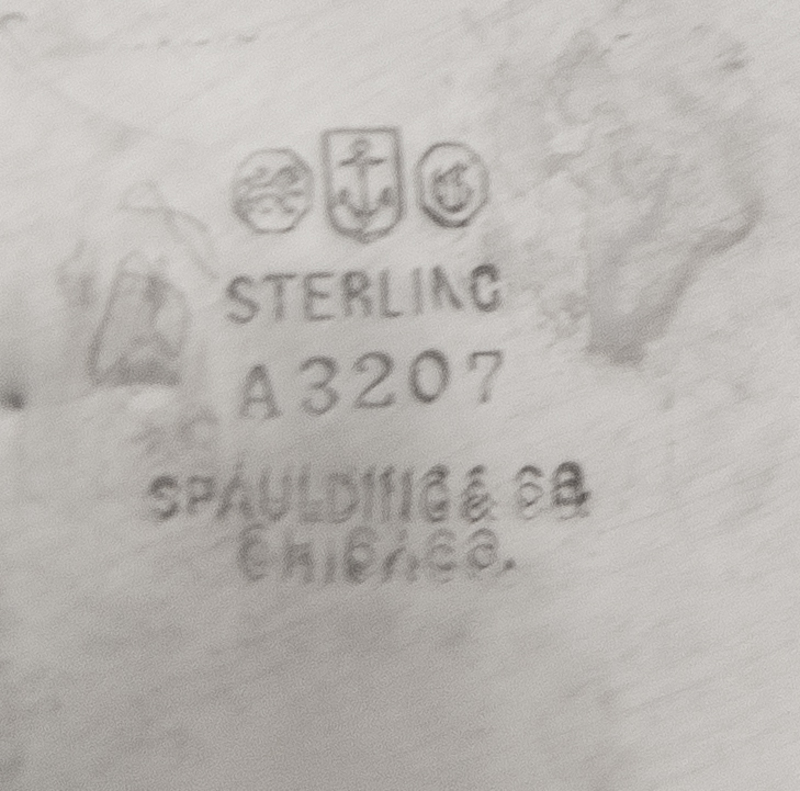 STERLING
A3207
SPAULDING & CO.
CHICAGO.